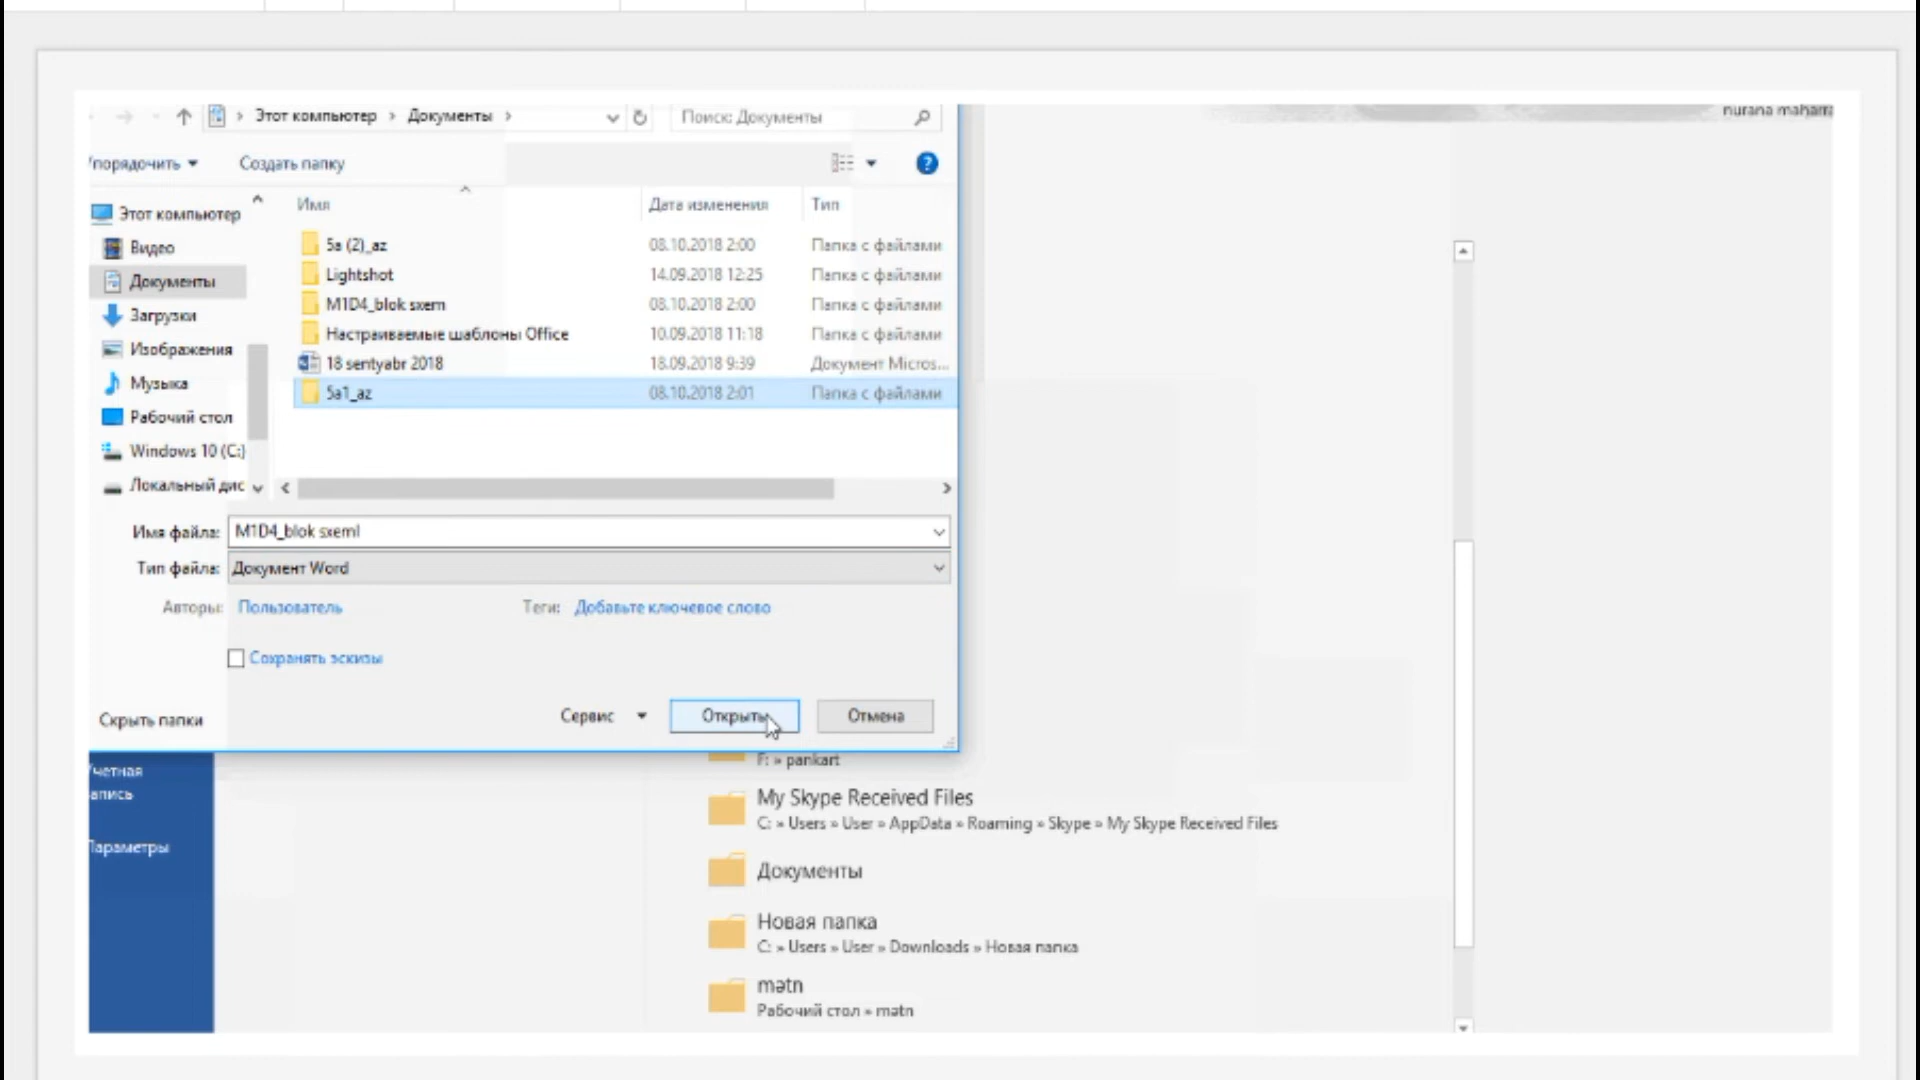 Этот компьютер › Документы ›
Поиск: Документы
nurana maharra
порядочить
Создать папку
Этот компьютер
Видео
Документы
Загрузки
Изображения
Музыка
Рабочий стол
Windows 10 (C:)
Локальный дис
Имя Дата изменения Тип
5a (2)_az 08.10.2018 2:00 Папка с файлами
Lightshot 14.09.2018 12:25 Папка с файлами
M1D4_blok sxem 08.10.2018 2:00 Папка с файлами
Настраиваемые шаблоны Office 10.09.2018 11:18 Папка с файлами
18 sentyabr 2018 18.09.2018 9:39 Документ Micros...
5a1_az 08.10.2018 2:01 Папка с файлами
Имя файла: M1D4_blok sxeml
Тип файла: Документ Word
Авторы: Пользователь Теги: Добавьте ключевое слово
Сохранять эскизы
Скрыть папки
Сервис
Открыть
Отмена
Учетная
апись
Параметры
F: » pankart
My Skype Received Files
C: » Users » User » AppData » Roaming » Skype » My Skype Received Files
Документы
Новая папка
C: » Users » User » Downloads » Новая папка
mətn
Рабочий стол » mətn